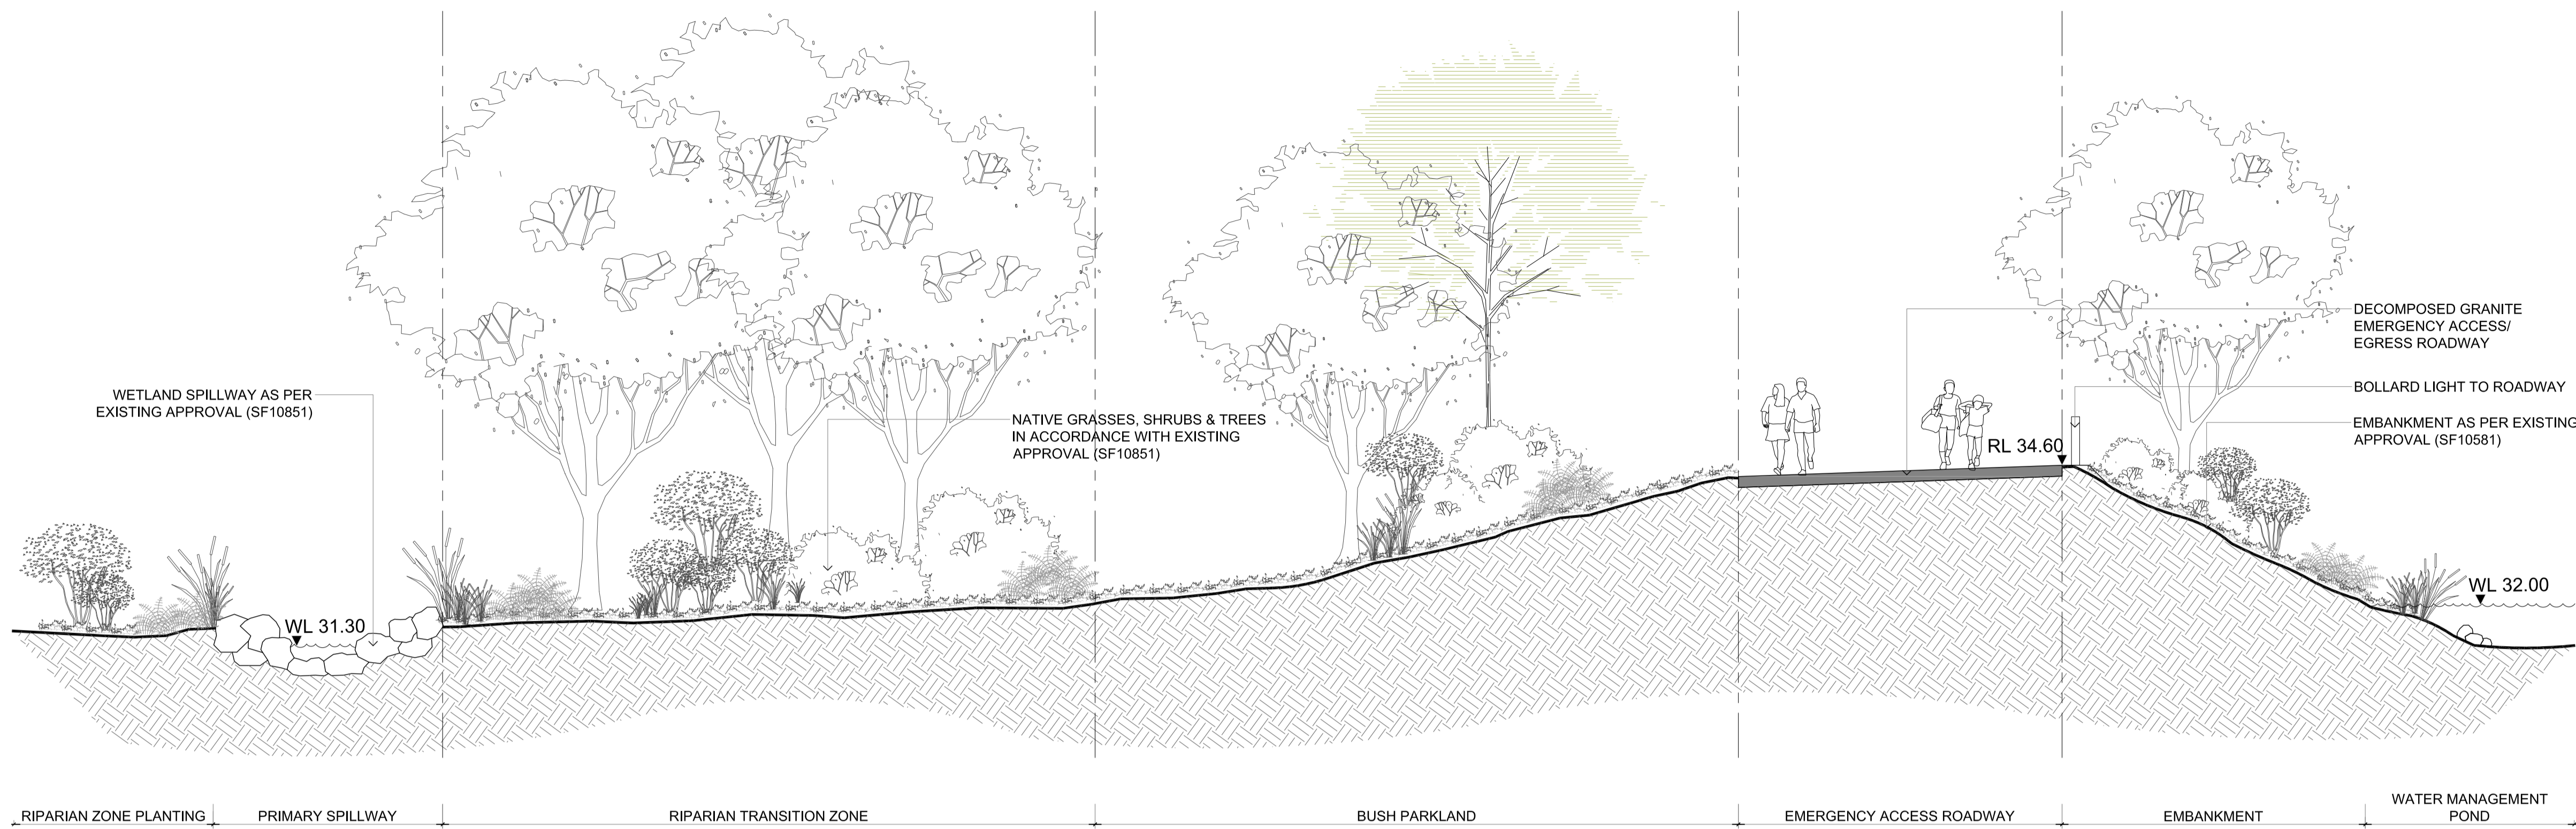 WETLAND SPILLWAY AS PER
EXISTING APPROVAL (SF10851)
NATIVE GRASSES, SHRUBS & TREES
IN ACCORDANCE WITH EXISTING
APPROVAL (SF10851)
DECOMPOSED GRANITE
EMERGENCY ACCESS/
EGRESS ROADWAY
BOLLARD LIGHT TO ROADWAY
EMBANKMENT AS PER EXISTING
APPROVAL (SF10581)
RL 34.60
WL 31.30
WL 32.00
RIPARIAN ZONE PLANTING
PRIMARY SPILLWAY
RIPARIAN TRANSITION ZONE
BUSH PARKLAND
EMERGENCY ACCESS ROADWAY
EMBANKMENT
WATER MANAGEMENT
POND